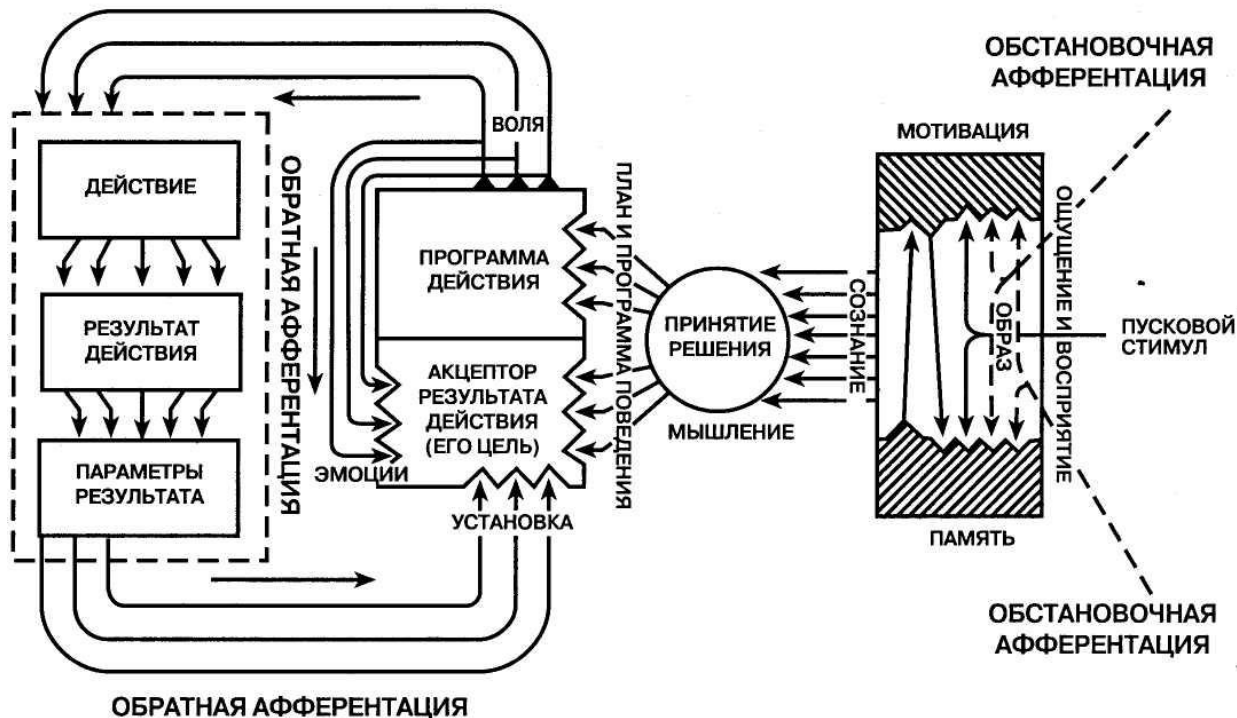 ОБСТАНОВОЧНАЯ
АФФЕРЕНТАЦИЯ
МОТИВАЦИЯ
ВОЛЯ
ДЕЙСТВИЕ
ОБРАТНАЯ АФФЕРЕНТАЦИЯ
ПРОГРАММА
ДЕЙСТВИЯ
ПЛАН И ПРОГРАММА ПОВЕДЕНИЯ
ПРИНЯТИЕ
РЕШЕНИЯ
СОЗНАНИЕ
ОБРАЗ
ОЩУЩЕНИЕ И ВОСПРИЯТИЕ
ПУСКОВОЙ
СТИМУЛ
РЕЗУЛЬТАТ
ДЕЙСТВИЯ
АКЦЕПТОР
РЕЗУЛЬТАТА
ДЕЙСТВИЯ
(ЕГО ЦЕЛЬ)
МЫШЛЕНИЕ
ЭМОЦИИ
ПАРАМЕТРЫ
РЕЗУЛЬТАТА
УСТАНОВКА
ПАМЯТЬ
ОБСТАНОВОЧНАЯ
АФФЕРЕНТАЦИЯ
ОБРАТНАЯ АФФЕРЕНТАЦИЯ